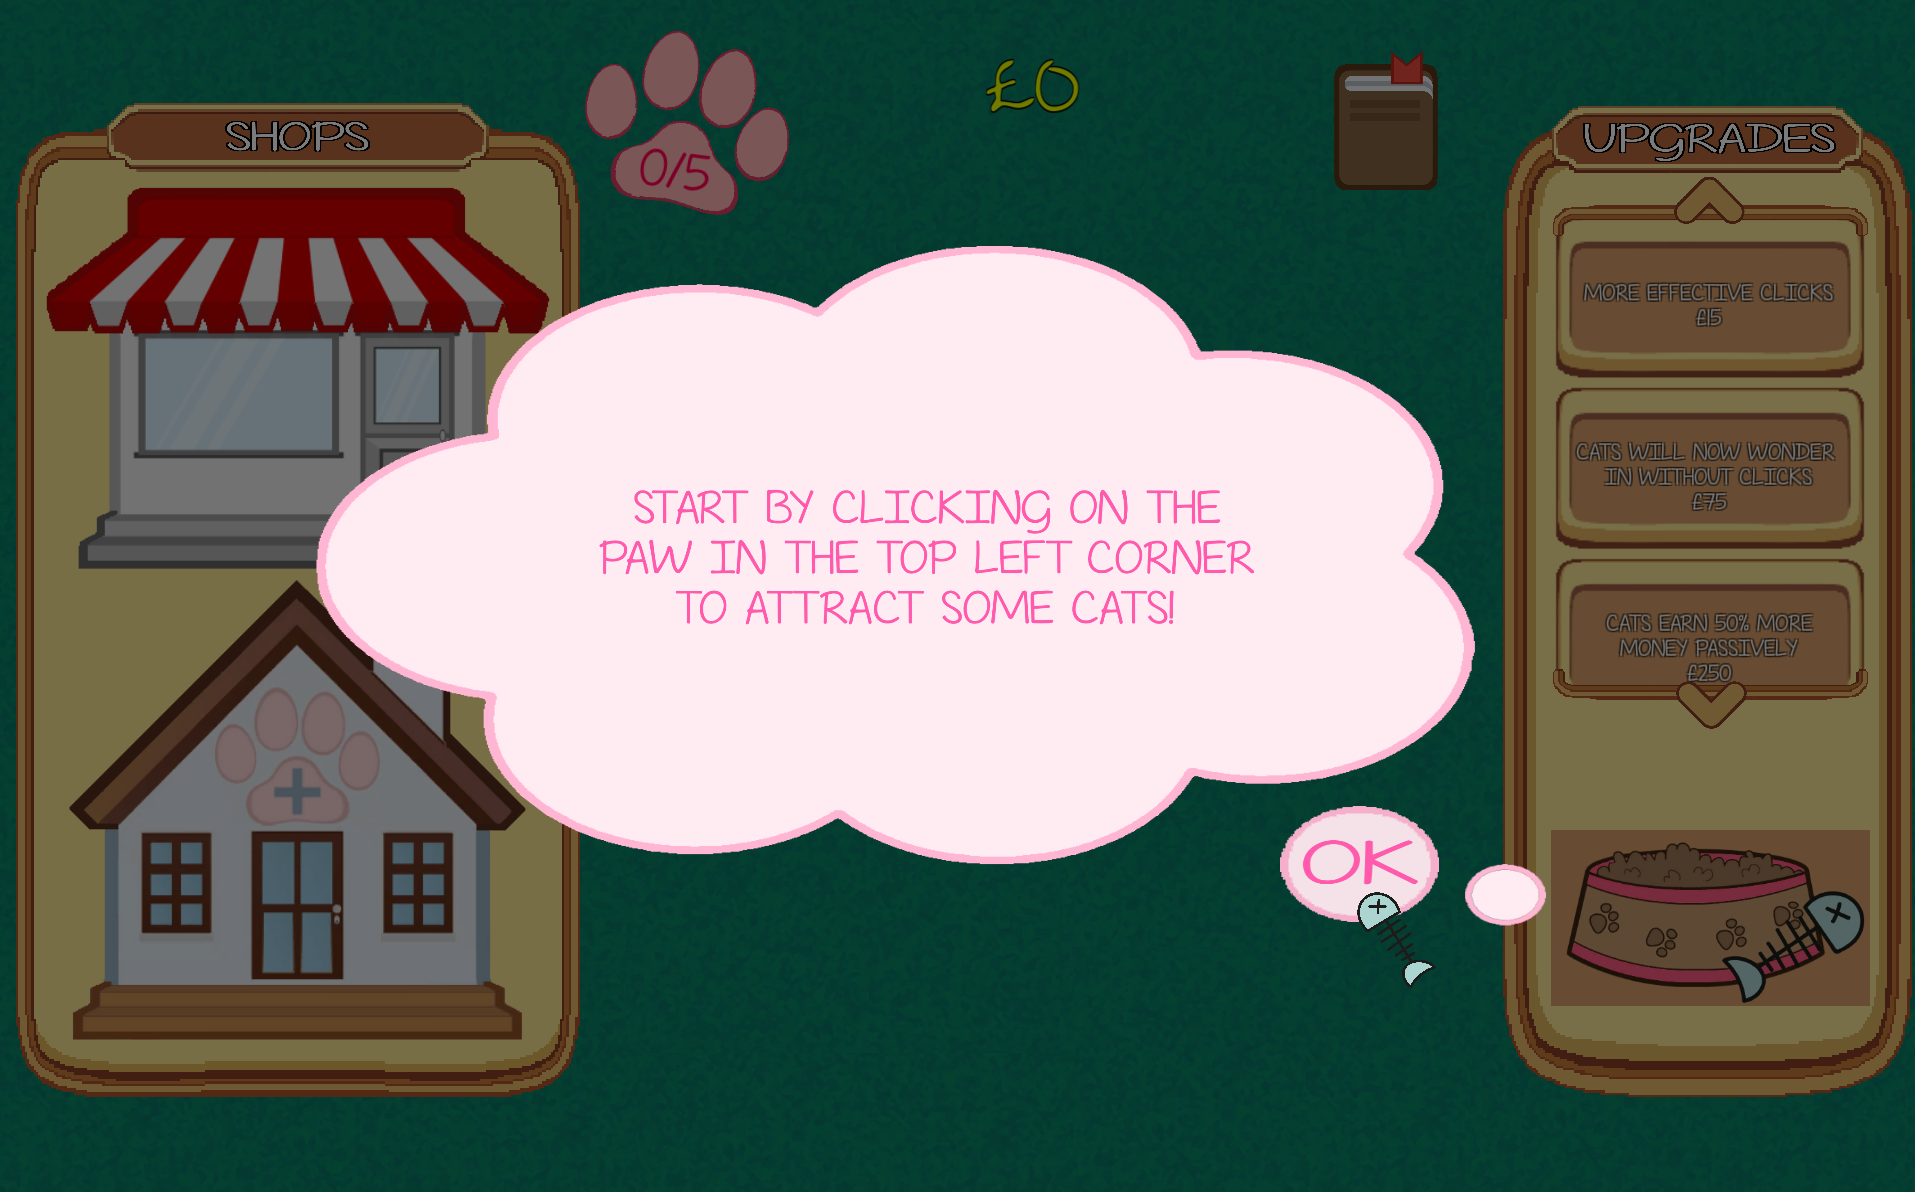 £0
SHOPS
UPGRADES
0/5
MORE EFFECTIVE CLICKS
£15
CATS WILL NOW WONDER
IN WITHOUT CLICKS
£75
CATS EARN 50% MORE
MONEY PASSIVELY
£250
START BY CLICKING ON THE
PAW IN THE TOP LEFT CORNER
TO ATTRACT SOME CATS!
OK